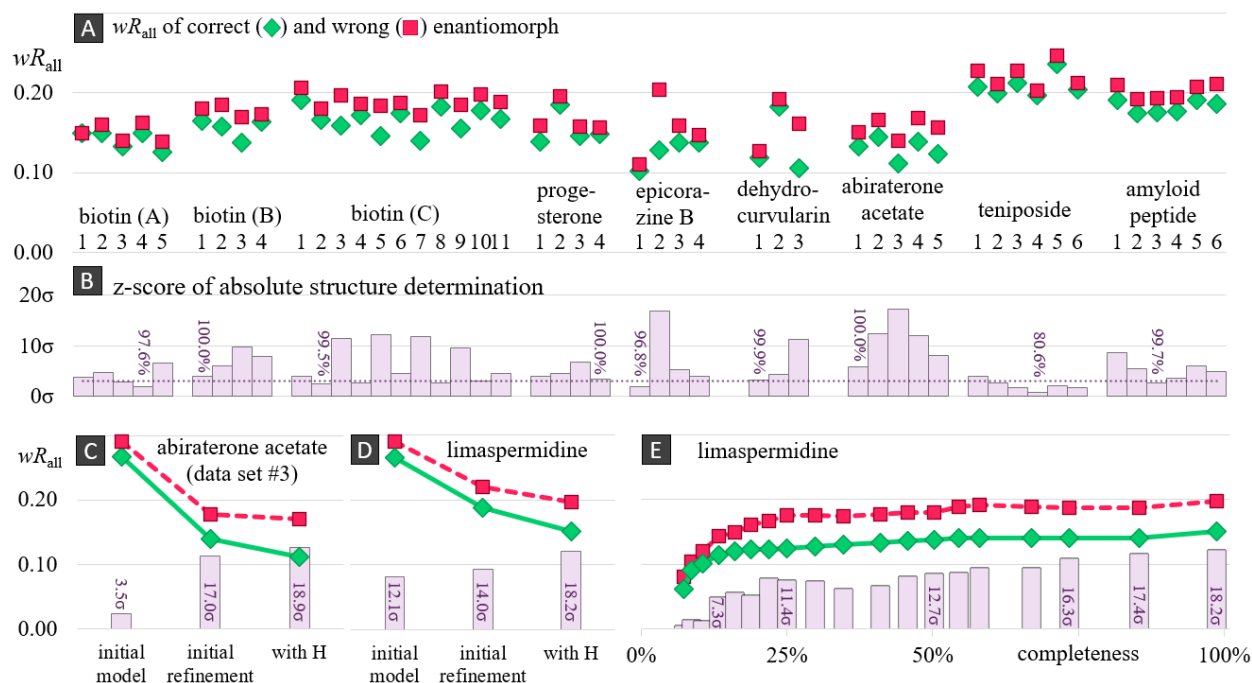 A wRall of correct ( ) and wrong ( ) enantiomorph
wRall
0.20
0.10
0.00
biotin (A)
1 2 3 4 5
biotin (B)
1 2 3 4
biotin (C)
1 2 3 4 5 6 7 8 9 10 11
proge-
sterone
1 2 3 4
epicora-
zine B
1 2 3 4
dehydro-
curvularin
1 2 3
abiraterone
acetate
1 2 3 4 5
teniposide
1 2 3 4 5 6
amyloid
peptide
1 2 3 4 5 6
B z-score of absolute structure determination
20σ
10σ
0σ
97.6%
100.0%
99.5%
100.0%
96.8%
99.9%
100.0%
80.6%
99.7%
C abiraterone acetate
(data set #3)
wRall
0.20
0.10
0.00
3.5σ
17.0σ
18.9σ
initial
model
initial
refinement
with H
D limaspermidine
12.1σ
14.0σ
18.2σ
initial
model
initial
refinement
with H
E limaspermidine
7.3σ
11.4σ
12.7σ
16.3σ
17.4σ
18.2σ
0% 25% 50% completeness 100%